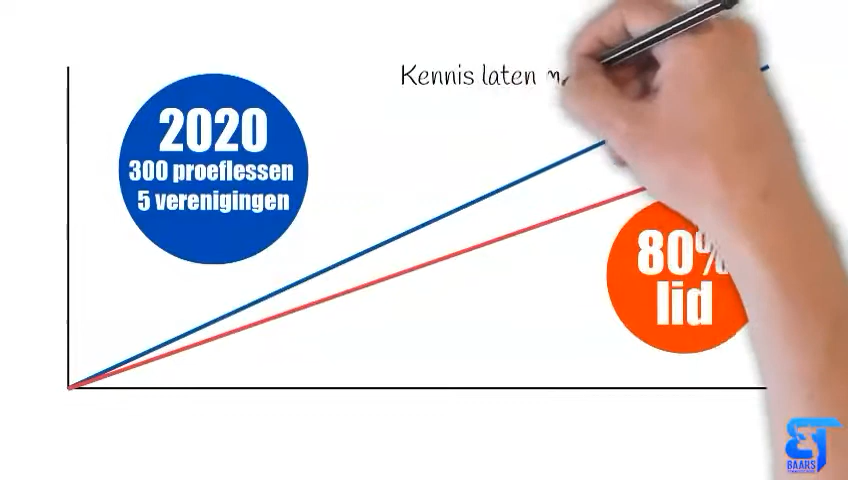 Kennis laten
2020
300 proeflessen
5 verenigingen
80%
lid
BAARS